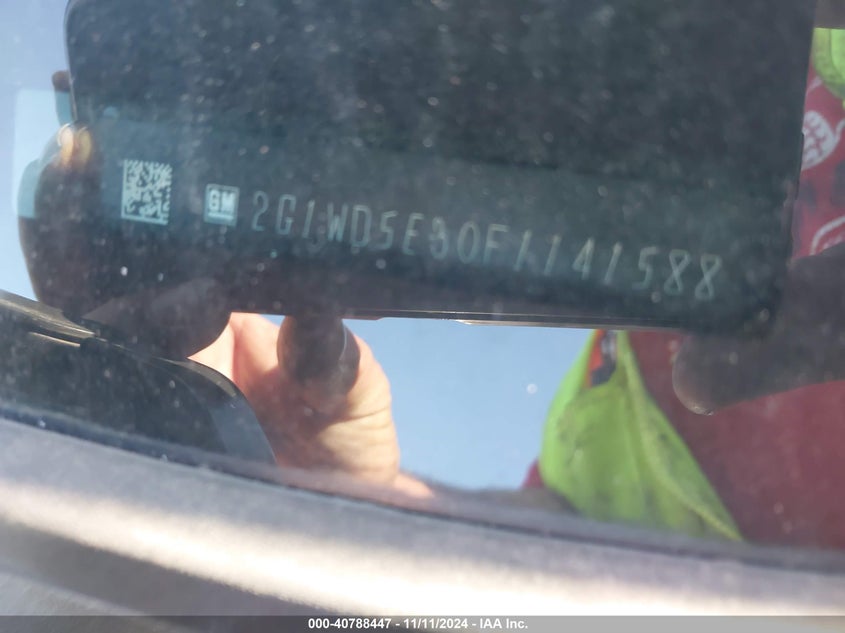 GM 2G1WD5E30F1141588
000-40788447 - 11/11/2024 - IAA Inc.